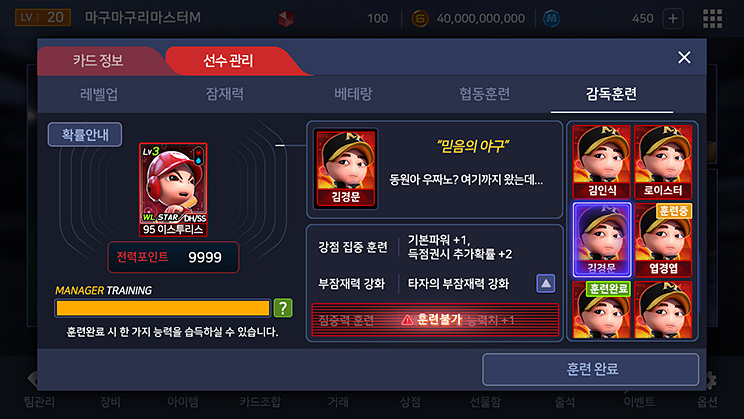 LV 20 마구마구리마스터M 100 G 40,000,000,000 M 450 +
카드 정보 선수 관리
레벨업 잠재력 베테랑 협동훈련 감독훈련
확률안내
Lv3
WL STAR DH/SS
95 이스투리스
전력포인트 9999
MANAGER TRAINING
?
훈련완료 시 한 가지 능력을 습득하실 수 있습니다.
김경문
“믿음의 야구”
동원아 우짜노? 여기까지 왔는데...
강점 집중 훈련 기본파워 +1,
득점권시 추가확률 +2
부잠재력 강화 타자의 부잠재력 강화
집중력 훈련 훈련불가 능력치 +1
김인식 로이스터
훈련중
김경문 엽경엽
훈련완료
훈련 완료
팀관리 장비 아이템 카드조합 거래 상점 선물함 출석 이벤트 옵션